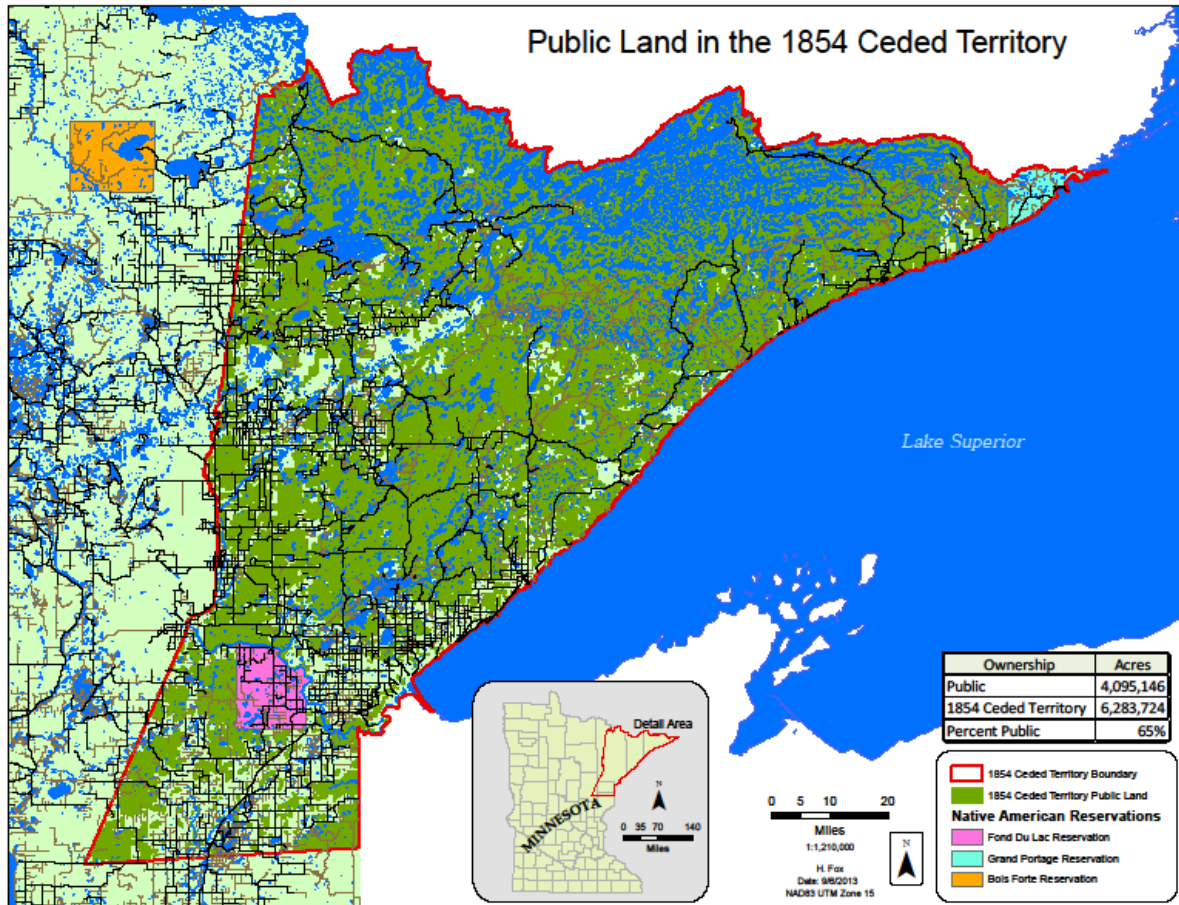 Public Land in the 1854 Ceded Territory
Lake Superior
Ownership Acres
Public 4,095,146
1854 Ceded Territory 6,283,724
Percent Public 65%
Detail Area
N
MINNESOTA
0 35 70 140
Miles
0 5 10 20
Miles
1:1,210,000
H. Fox
Date: 9/6/2013
NAD83 UTM Zone 15
N
1854 Ceded Territory Boundary
1854 Ceded Territory Public Land
Native American Reservations
Fond Du Lac Reservation
Grand Portage Reservation
Bois Forte Reservation